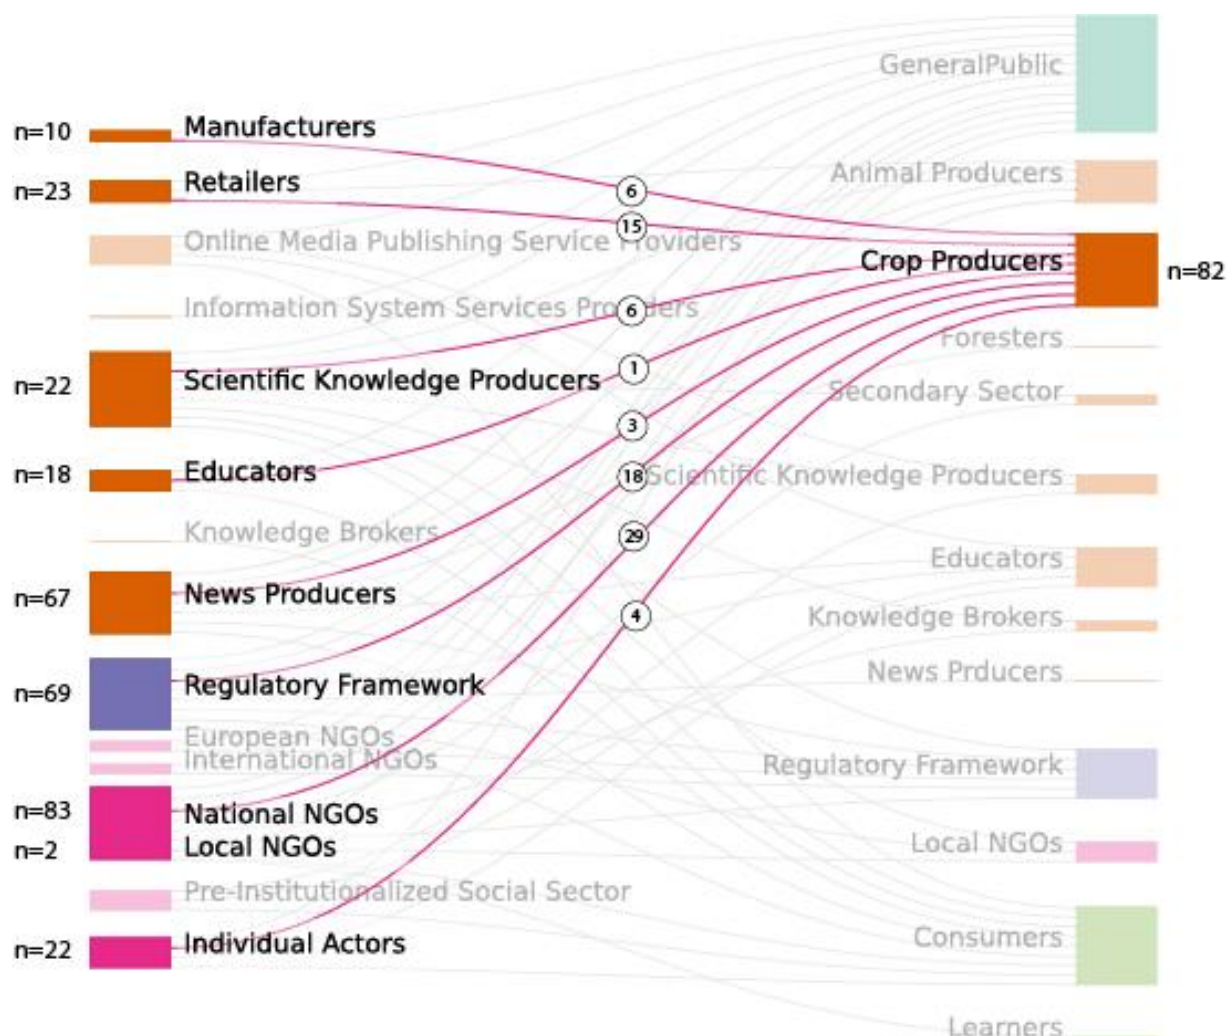 GeneralPublic
n=10 Manufacturers
6
Animal Producers
n=23 Retailers
15
Online Media Publishing Service Providers
Crop Producers n=82
Information System Services Providers
6
Foresters
1
n=22 Scientific Knowledge Producers
Secondary Sector
3
n=18 Educators
18
Scientific Knowledge Producers
Knowledge Brokers
29
Educators
n=67 News Producers
4
Knowledge Brokers
n=69 Regulatory Framework
News Prducers
European NGOs
International NGOs
Regulatory Framework
n=83 National NGOs
n=2 Local NGOs
Local NGOs
Pre-Institutionalized Social Sector
n=22 Individual Actors
Consumers
Learners